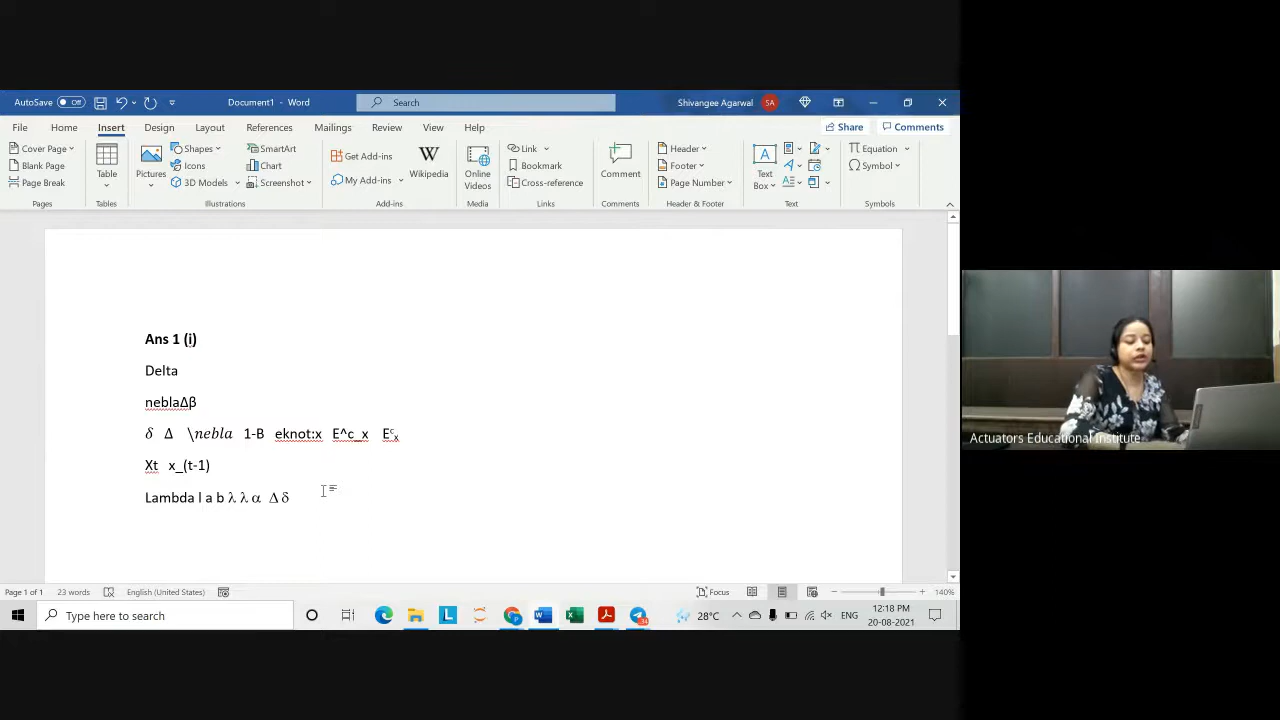 AutoSave Off Document1 - Word Search Shivangee Agarwal SA
File Home Insert Design Layout References Mailings Review View Help Share Comments
Cover Page
Blank Page
Page Break
Pages
Table
Tables
Pictures
Shapes
Icons
3D Models
SmartArt
Chart
Screenshot
Illustrations
Get Add-ins
My Add-ins
Wikipedia
Add-ins
Online Videos
Media
Link
Bookmark
Cross-reference
Links
Comment
Comments
Header
Footer
Page Number
Header & Footer
Text Box
Text
Equation
Symbol
Symbols
Ans 1 (i)
Delta
neblaΔβ
δ Δ \nebla 1-B eknot:x E^c_x Eᶜₓ
Xt x_(t-1)
Lambda l a b λ λ α Δ δ
Actuators Educational Institute
Page 1 of 1 23 words English (United States) Focus 140%
Type here to search 28°C ENG 12:18 PM
20-08-2021